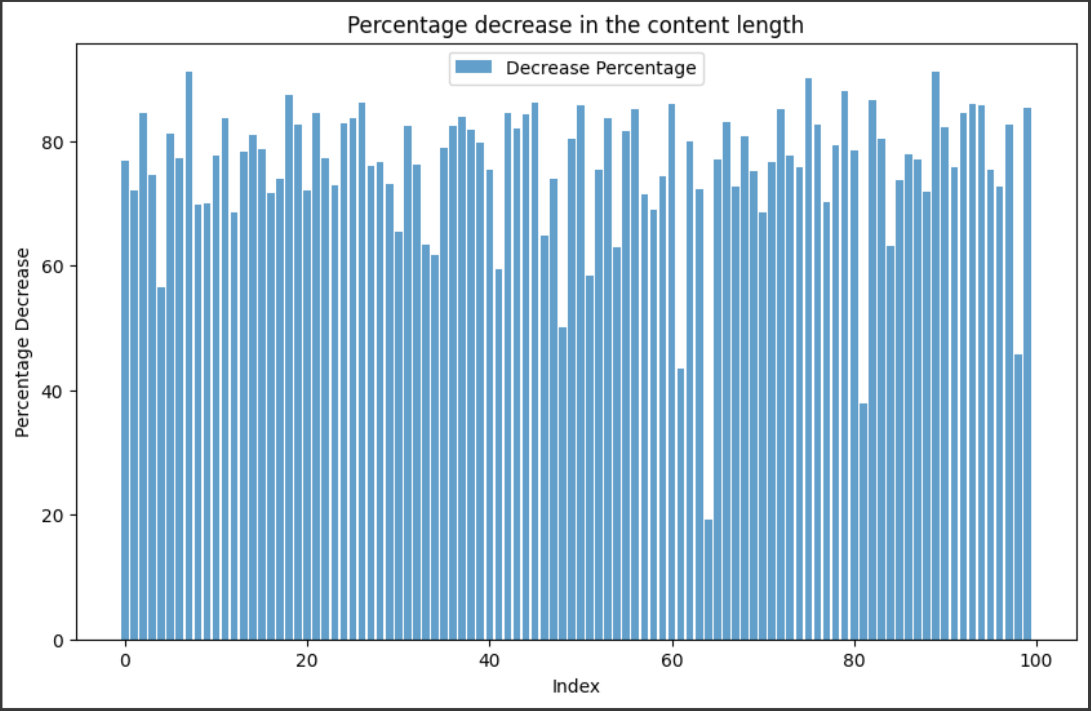 Percentage decrease in the content length
Decrease Percentage
80
60
40
20
0
Percentage Decrease
0 20 40 60 80 100
Index